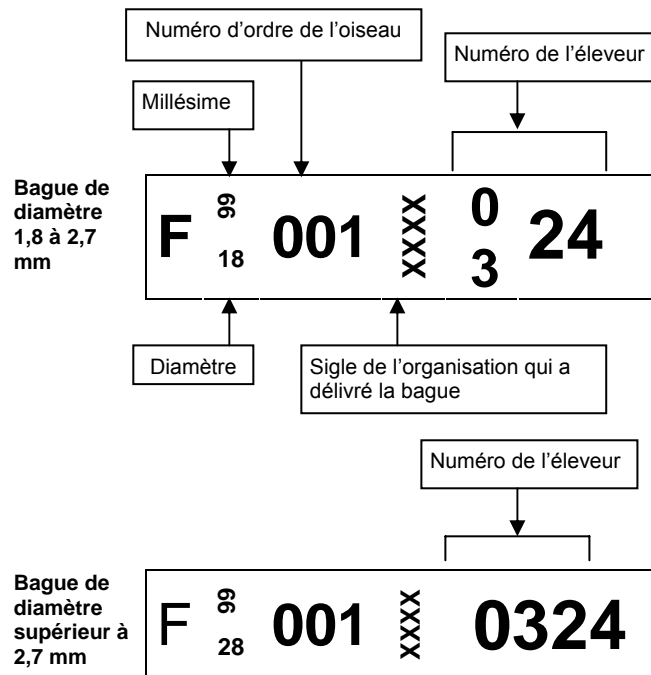 Numéro d'ordre de l'oiseau
Numéro de l'éleveur
Millésime
Bague de
diamètre
1,8 à 2,7
mm
F 99 18 001 XXXX 0 3 24
Diamètre
Sigle de l'organisation qui a
délivré la bague
Numéro de l'éleveur
Bague de
diamètre
supérieur à
2,7 mm
F 99 28 001 XXXX 0324